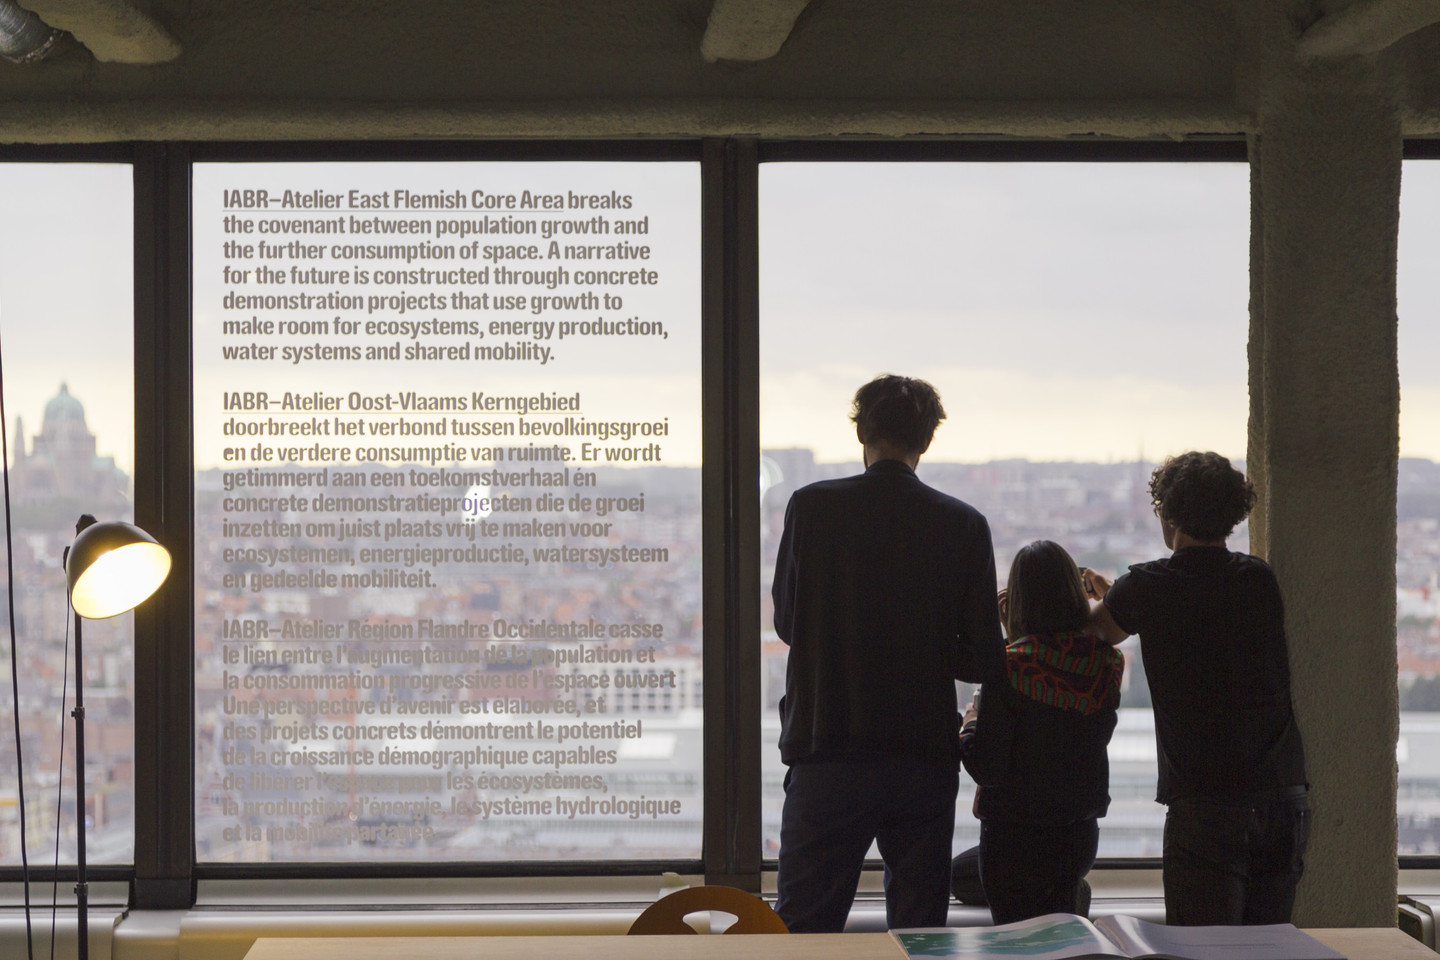 IABR–Atelier East Flemish Core Area breaks
the covenant between population growth and
the further consumption of space. A narrative
for the future is constructed through concrete
demonstration projects that use growth to
make room for ecosystems, energy production,
water systems and shared mobility.
IABR–Atelier Oost-Vlaams Kerngebied
doorbreekt het verbond tussen bevolkingsgroei
en de verdere consumptie van ruimte. Er wordt
getimmerd aan een toekomstverhaal én
concrete demonstratieprojecten die de groei
inzetten om juist plaats vrij te maken voor
ecosystemen, energieproductie, watersysteem
en gedeelde mobiliteit.
IABR–Atelier Région Flandre Occidentale casse
le lien entre l'augmentation de la population et
la consommation progressive de l'espace ouvert
Une perspective d'avenir est élaborée, et
des projets concrets démontrent le potentiel
de la croissance démographique capables
de libérer l'espace pour les écosystèmes,
la production d'énergie, le système hydrologique
et la mobilité partagée.